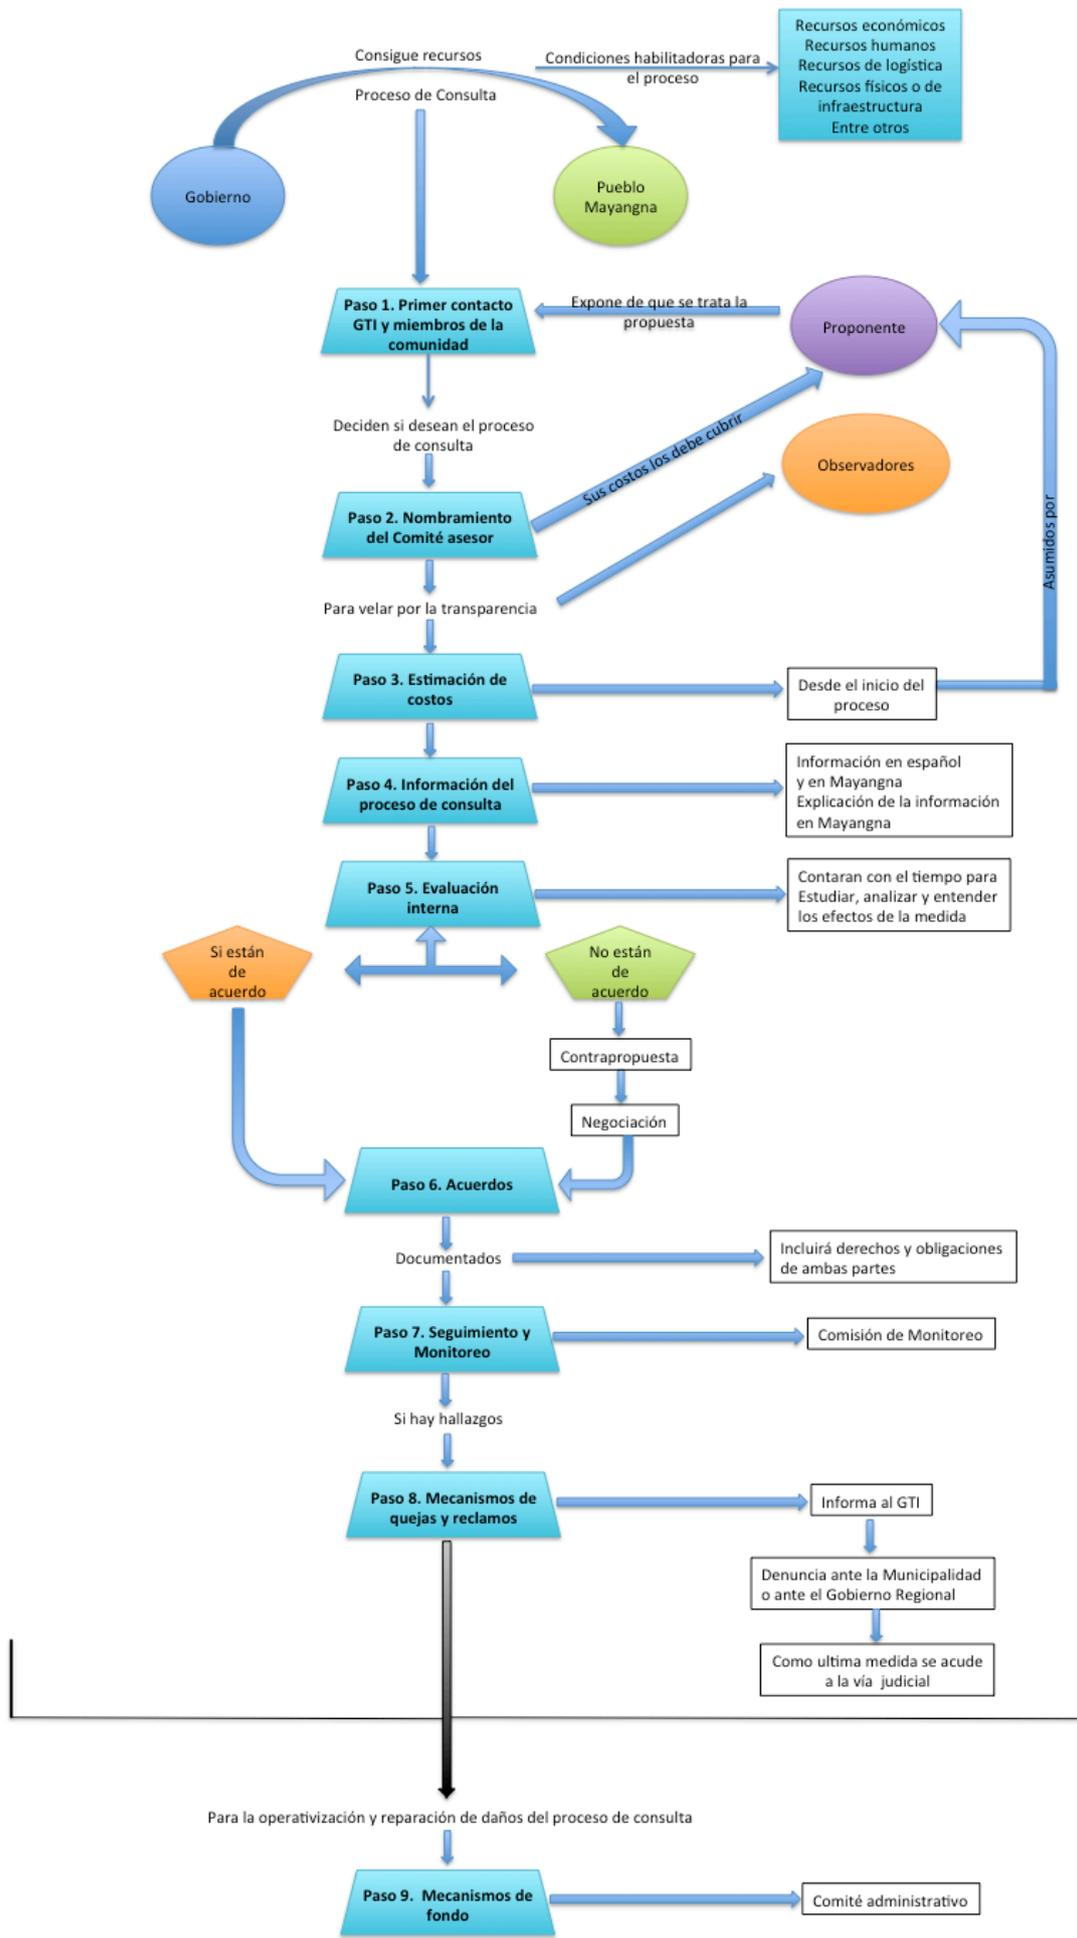 Consigue recursos
Proceso de Consulta
Condiciones habilitadoras para
el proceso
Recursos económicos
Recursos humanos
Recursos de logística
Recursos físicos o de
infraestructura
Entre otros
Gobierno
Pueblo
Mayangna
Paso 1. Primer contacto
GTI y miembros de la
comunidad
Expone de que se trata la
propuesta
Proponente
Deciden si desean el proceso
de consulta
Sus costos los debe cubrir
Observadores
Asumidos por
Paso 2. Nombramiento
del Comité asesor
Para velar por la transparencia
Paso 3. Estimación de
costos
Desde el inicio del
proceso
Paso 4. Información del
proceso de consulta
Información en español
y en Mayangna
Explicación de la información
en Mayangna
Paso 5. Evaluación
interna
Contaran con el tiempo para
Estudiar, analizar y entender
los efectos de la medida
Si están
de
acuerdo
No están
de
acuerdo
Contrapropuesta
Negociación
Paso 6. Acuerdos
Documentados
Incluirá derechos y obligaciones
de ambas partes
Paso 7. Seguimiento y
Monitoreo
Comisión de Monitoreo
Si hay hallazgos
Paso 8. Mecanismos de
quejas y reclamos
Informa al GTI
Denuncia ante la Municipalidad
o ante el Gobierno Regional
Como ultima medida se acude
a la vía judicial
Para la operativización y reparación de daños del proceso de consulta
Paso 9. Mecanismos de
fondo
Comité administrativo